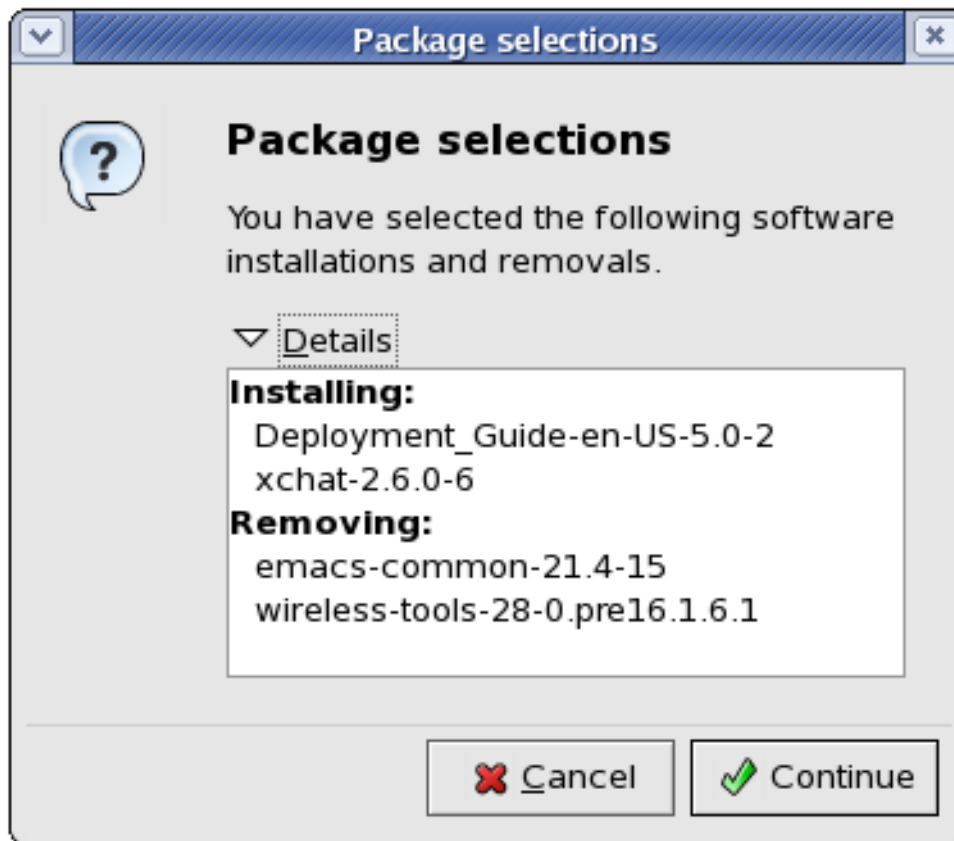 Package selections
Package selections
You have selected the following software
installations and removals.
Details
Installing:
Deployment_Guide-en-US-5.0-2
xchat-2.6.0-6
Removing:
emacs-common-21.4-15
wireless-tools-28-0.pre16.1.6.1
Cancel Continue